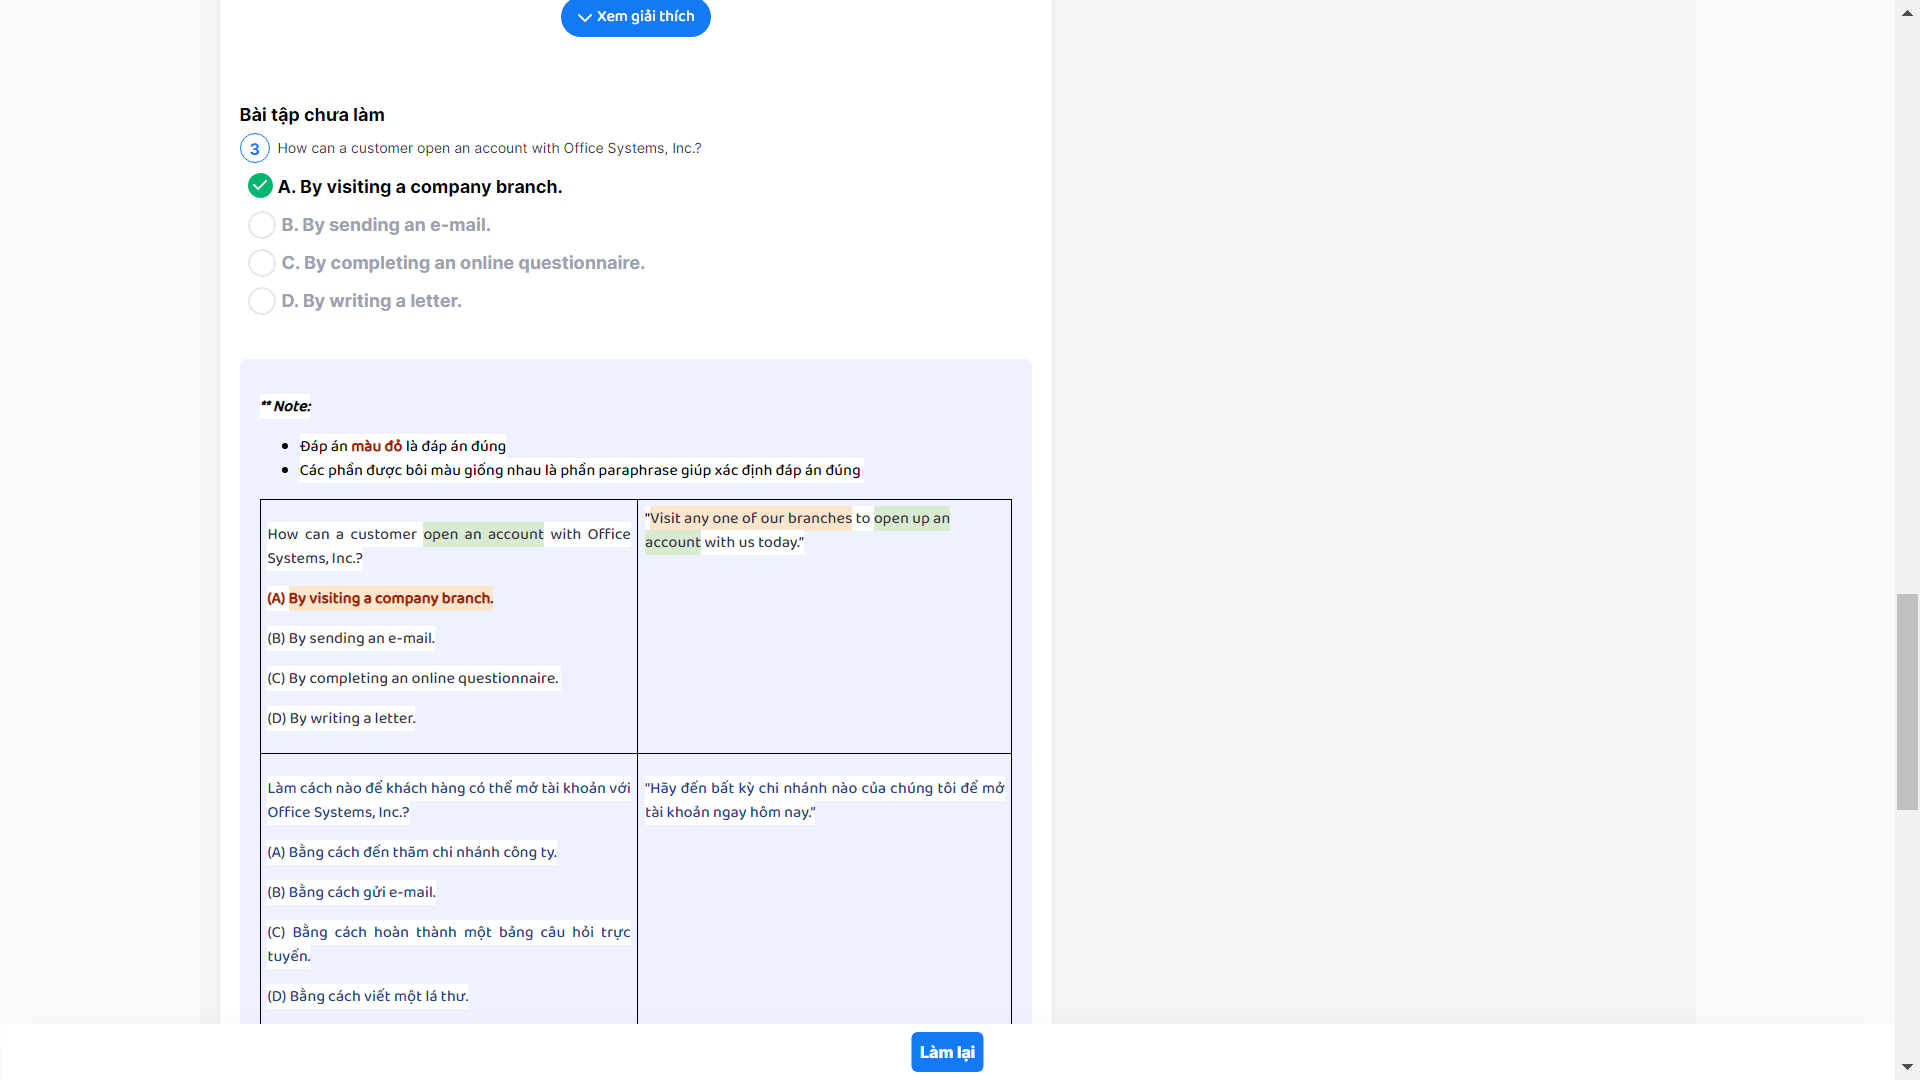 Xem giải thích
Bài tập chưa làm
3 How can a customer open an account with Office Systems, Inc.?
A. By visiting a company branch.
B. By sending an e-mail.
C. By completing an online questionnaire.
D. By writing a letter.
** Note:
Đáp án màu đỏ là đáp án đúng
Các phần được bôi màu giống nhau là phần paraphrase giúp xác định đáp án đúng
How can a customer open an account with Office
Systems, Inc.?
(A) By visiting a company branch.
(B) By sending an e-mail.
(C) By completing an online questionnaire.
(D) By writing a letter.
"Visit any one of our branches to open up an
account with us today."
Làm cách nào để khách hàng có thể mở tài khoản với
Office Systems, Inc.?
(A) Bằng cách đến thăm chi nhánh công ty.
(B) Bằng cách gửi e-mail.
(C) Bằng cách hoàn thành một bảng câu hỏi trực
tuyến.
(D) Bằng cách viết một lá thư.
"Hãy đến bất kỳ chi nhánh nào của chúng tôi để mở
tài khoản ngay hôm nay."
Làm lại